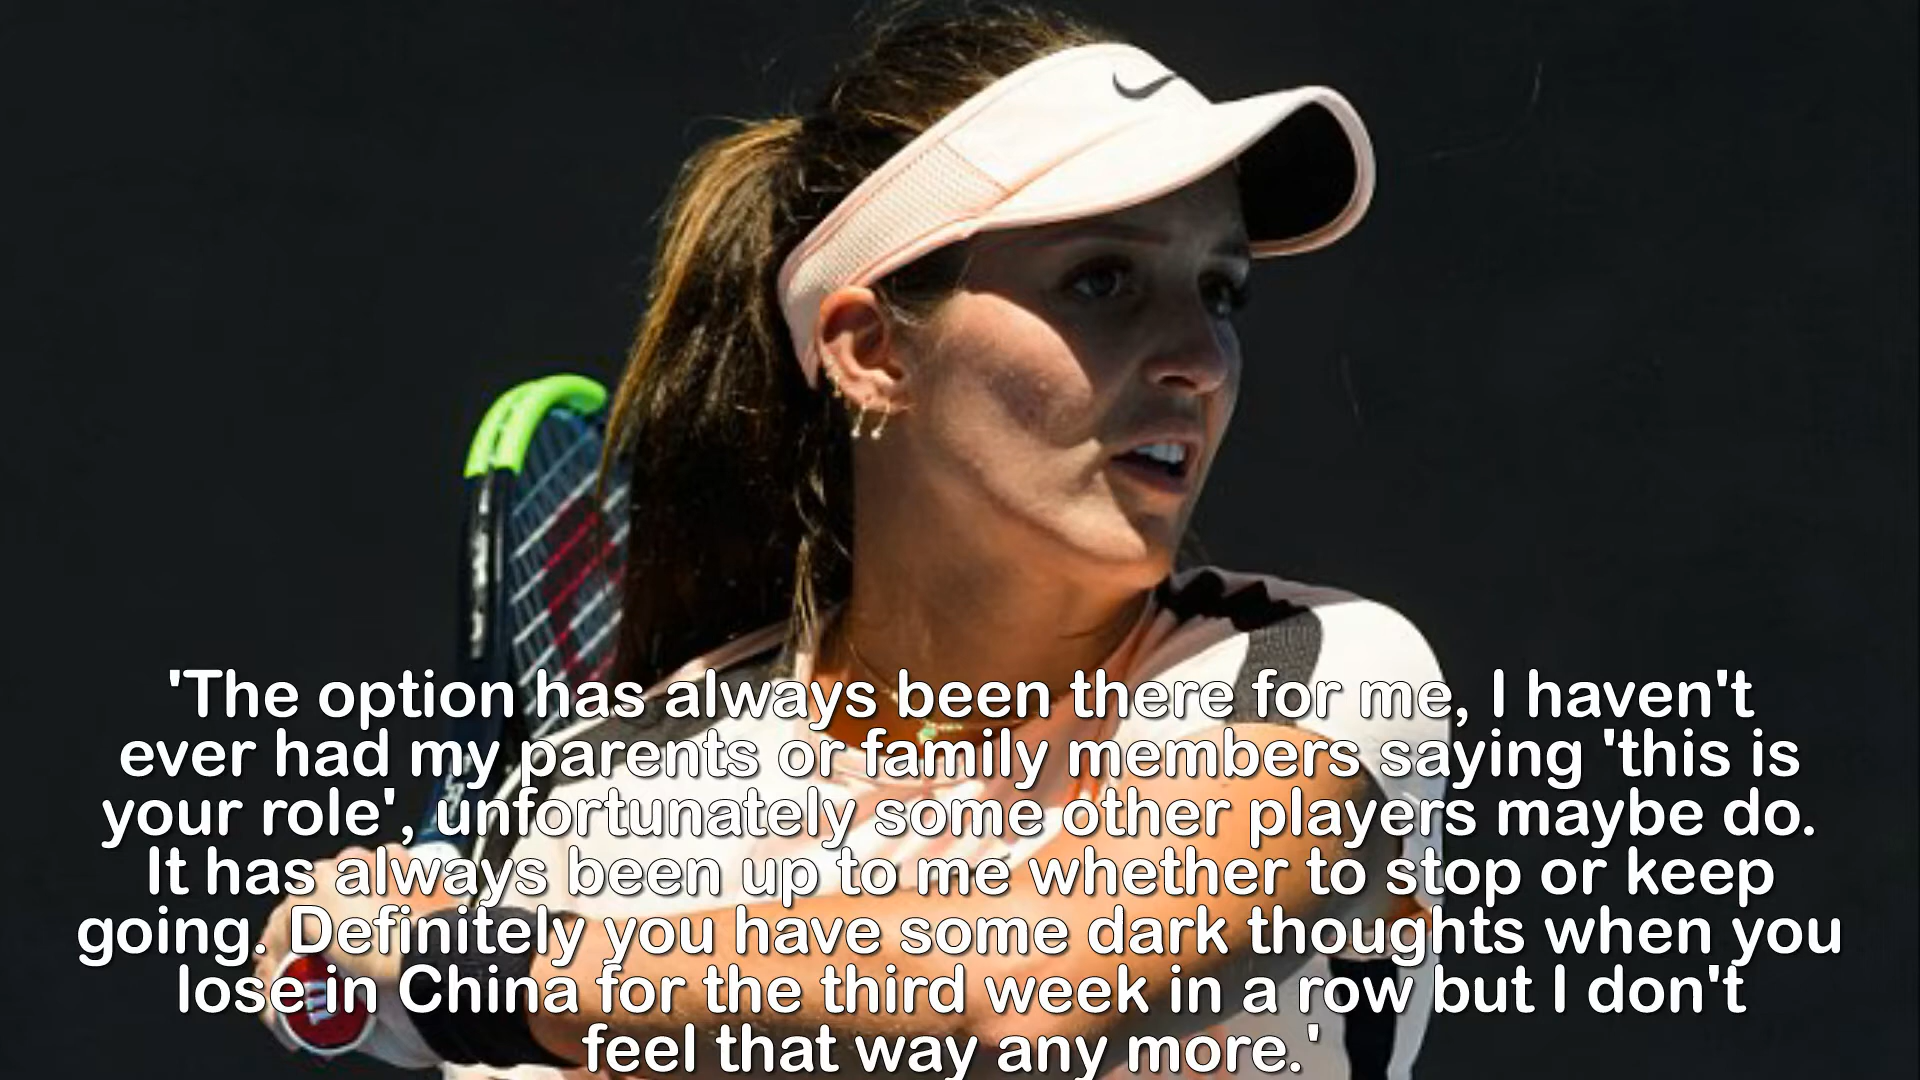 'The option has always been there for me, I haven't
ever had my parents or family members saying 'this is
your role', unfortunately some other players maybe do.
It has always been up to me whether to stop or keep
going. Definitely you have some dark thoughts when you
lose in China for the third week in a row but I don't
feel that way any more.'